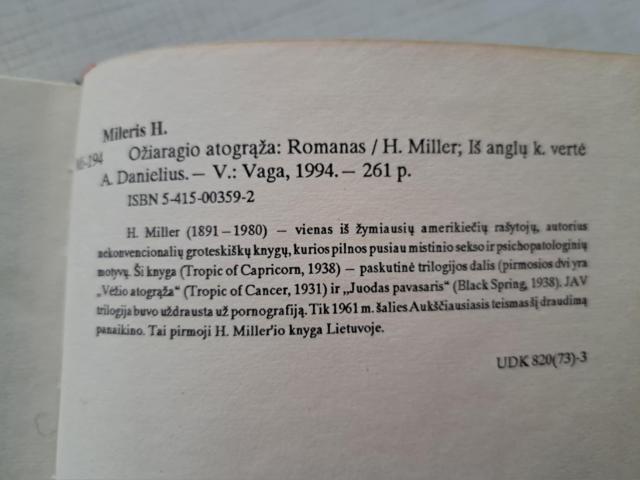 Mileris H.
Ožiaragio atogrąža: Romanas / H. Miller; Iš anglų k. vertė
A. Danielius. – V.: Vaga, 1994. – 261 p.
ISBN 5-415-00359-2
H. Miller (1891–1980) – vienas iš žymiausių amerikiečių rašytojų, autorius
nekonvencionalių groteskiškų knygų, kurios pilnos pusiau mistinio sekso ir psichopatologinių
motyvų. Ši knyga (Tropic of Capricorn, 1938) – paskutinė trilogijos dalis (pirmosios dvi yra
„Vėžio atogrąža“ (Tropic of Cancer, 1931) ir „Juodas pavasaris“ (Black Spring, 1938). JAV
trilogija buvo uždrausta už pornografiją. Tik 1961 m. šalies Aukščiausiasis teismas šį draudimą
panaikino. Tai pirmoji H. Miller'io knyga Lietuvoje.
UDK 820(73)-3